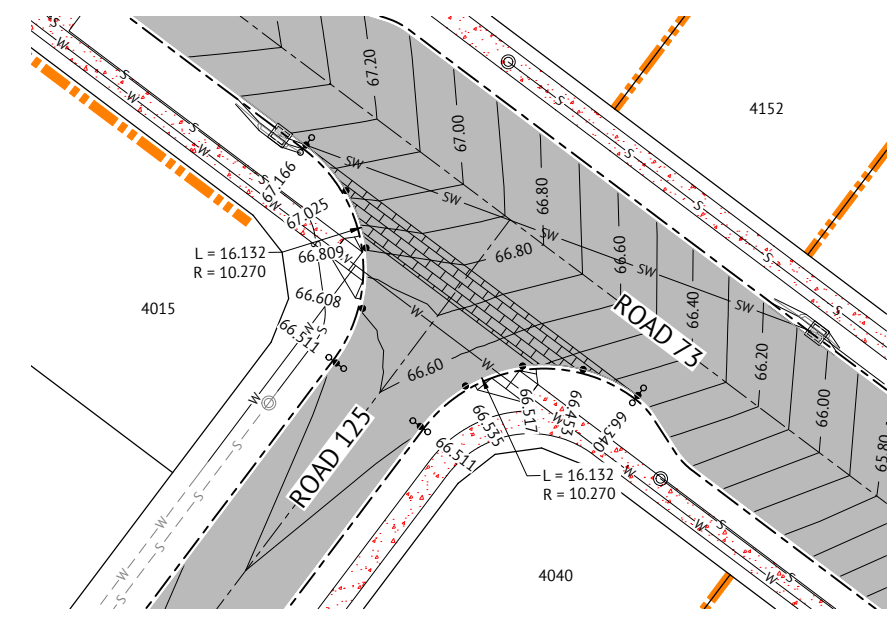 67.20
67.00
66.80
66.60
66.40
66.20
66.00
65.80
4152
SW
SW
SW
SW
SW
W
S
W
S
W
S
W
S
S
S
S
S
67.166
67.025
66.809
66.608
66.511
L = 16.132
R = 10.270
4015
66.80
66.60
ROAD 73
ROAD 125
W
W
W
W
W
S
W
S
W
S
W
S
66.511
66.535
66.517
66.453
66.340
L = 16.132
R = 10.270
W
W
S
W
S
4040